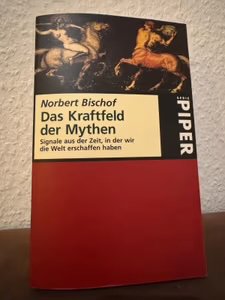 Norbert Bischof
Das Kraftfeld
der Mythen
Signale aus der Zeit, in der wir
die Welt erschaffen haben
SERIE
PIPER